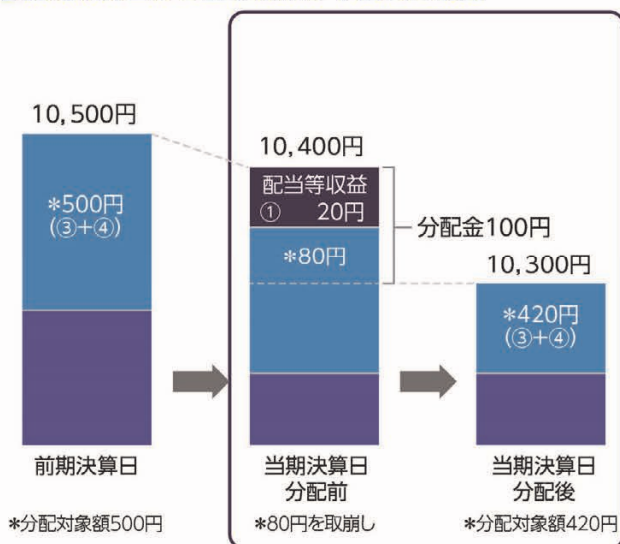 10,500円
*500円
(③+④)
前期決算日
*分配対象額500円
10,400円
配当等収益
① 20円
*80円
分配金100円
当期決算日
分配前
*80円を取崩し
10,300円
*420円
(③+④)
当期決算日
分配後
*分配対象額420円